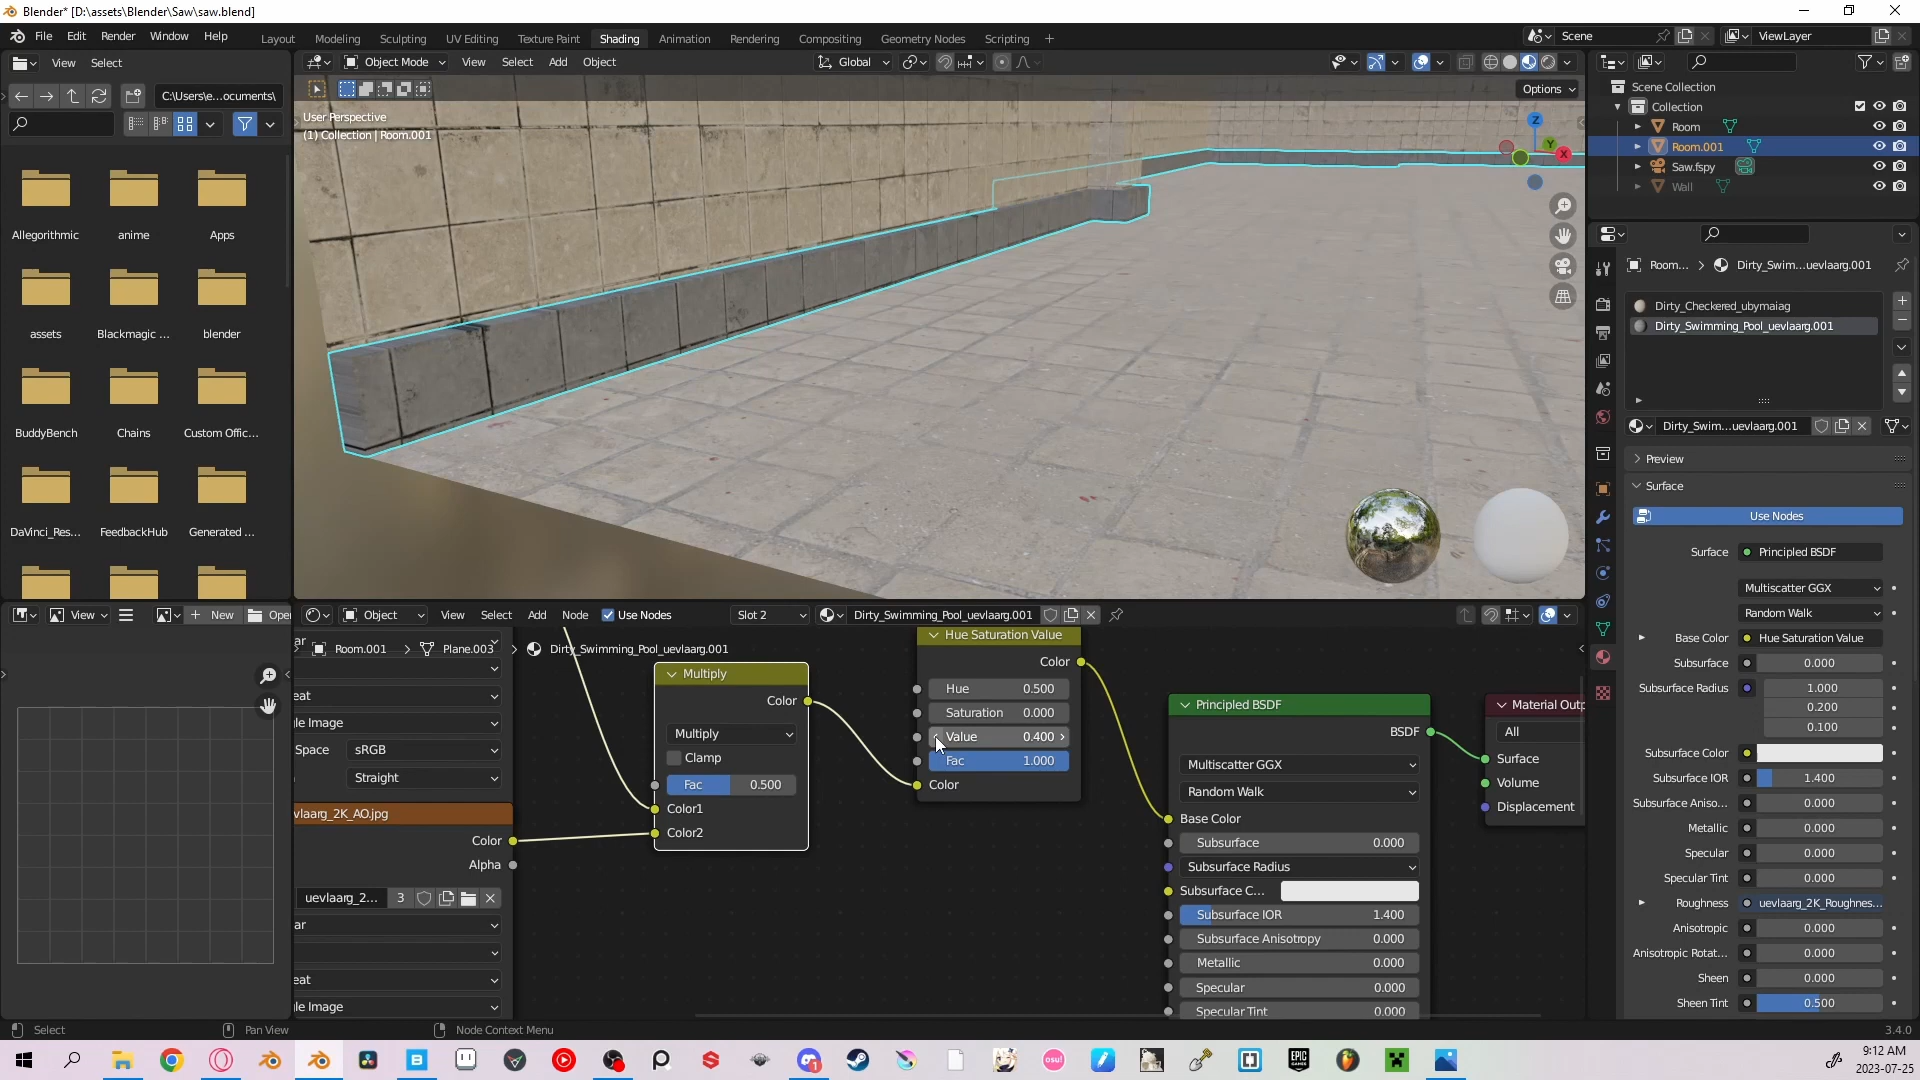 Blender* [D:\assets\Blender\Saw\saw.blend]
File Edit Render Window Help
Layout Modeling Sculpting UV Editing Texture Paint Shading Animation Rendering Compositing Geometry Nodes Scripting
Scene
ViewLayer
View Select
Object Mode View Select Add Object
Global
C:\Users\e...ocuments\
Options
User Perspective
(1) Collection | Room.001
Z
Y
X
Scene Collection
Collection
Room
Room.001
Saw.fspy
Wall
Allegorithmic anime Apps
assets Blackmagic ... blender
BuddyBench Chains Custom Offic...
DaVinci_Res... FeedbackHub Generated ...
Room... Dirty_Swim...uevlaarg.001
Dirty_Checkered_ubymaiag
Dirty_Swimming_Pool_uevlaarg.001
Dirty_Swim...uevlaarg.001
Preview
Surface
Use Nodes
Surface Principled BSDF
Multiscatter GGX
Random Walk
Base Color Hue Saturation Value
Subsurface 0.000
Subsurface Radius 1.000
0.200
0.100
Subsurface Color
Subsurface IOR 1.400
Subsurface Aniso... 0.000
Metallic 0.000
Specular 0.000
Specular Tint 0.000
Roughness uevlaarg_2K_Roughnes...
Anisotropic 0.000
Anisotropic Rotat... 0.000
Sheen 0.000
Sheen Tint 0.500
View New Open
Object View Select Add Node Use Nodes Slot 2 Dirty_Swimming_Pool_uevlaarg.001
Room.001 Plane.003 Dirty_Swimming_Pool_uevlaarg.001
ar
eat
gle Image
Space sRGB
Straight
vlaarg_2K_AO.jpg
Color
Alpha
uevlaarg_2... 3
ar
eat
gle Image
Multiply
Color
Multiply
Clamp
Fac 0.500
Color1
Color2
Hue Saturation Value
Color
Hue 0.500
Saturation 0.000
Value 0.400
Fac 1.000
Color
Principled BSDF
BSDF
Multiscatter GGX
Random Walk
Base Color
Subsurface 0.000
Subsurface Radius
Subsurface C...
Subsurface IOR 1.400
Subsurface Anisotropy 0.000
Metallic 0.000
Specular 0.000
Specular Tint 0.000
Material Outp
All
Surface
Volume
Displacement
Select Pan View Node Context Menu 3.4.0
osu!
EPIC GAMES
9:12 AM
2023-07-25